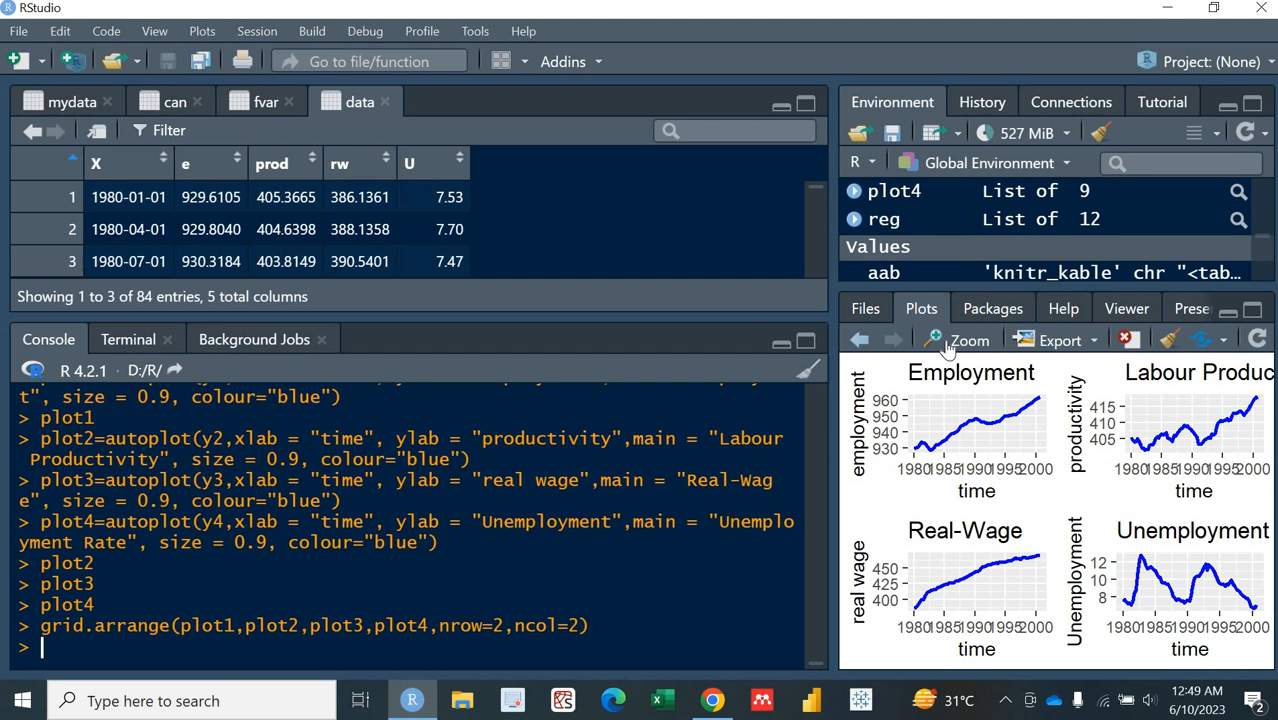 RStudio
File Edit Code View Plots Session Build Debug Profile Tools Help
Go to file/function Addins Project: (None)
mydata can fvar data
Filter
X e prod rw U
1 1980-01-01 929.6105 405.3665 386.1361 7.53
2 1980-04-01 929.8040 404.6398 388.1358 7.70
3 1980-07-01 930.3184 403.8149 390.5401 7.47
Showing 1 to 3 of 84 entries, 5 total columns
Console Terminal Background Jobs
R 4.2.1 · D:/R/
t", size = 0.9, colour="blue")
> plot1
> plot2=autoplot(y2,xlab = "time", ylab = "productivity",main = "Labour
Productivity", size = 0.9, colour="blue")
> plot3=autoplot(y3,xlab = "time", ylab = "real wage",main = "Real-Wag
e", size = 0.9, colour="blue")
> plot4=autoplot(y4,xlab = "time", ylab = "Unemployment",main = "Unemplo
yment Rate", size = 0.9, colour="blue")
> plot2
> plot3
> plot4
> grid.arrange(plot1,plot2,plot3,plot4,nrow=2,ncol=2)
>
Environment History Connections Tutorial
527 MiB
R Global Environment
plot4 List of 9
reg List of 12
Values
aab 'knitr_kable' chr "<tab…
Files Plots Packages Help Viewer Prese
Zoom Export
Employment
employment
960
950
940
930
1980 1985 1990 1995 2000
time
Labour Produc
productivity
415
410
405
1980 1985 1990 1995 2000
time
Real-Wage
real wage
450
425
400
1980 1985 1990 1995 2000
time
Unemployment
Unemployment
12
10
8
1980 1985 1990 1995 2000
time
Type here to search
31°C
12:49 AM
6/10/2023
2